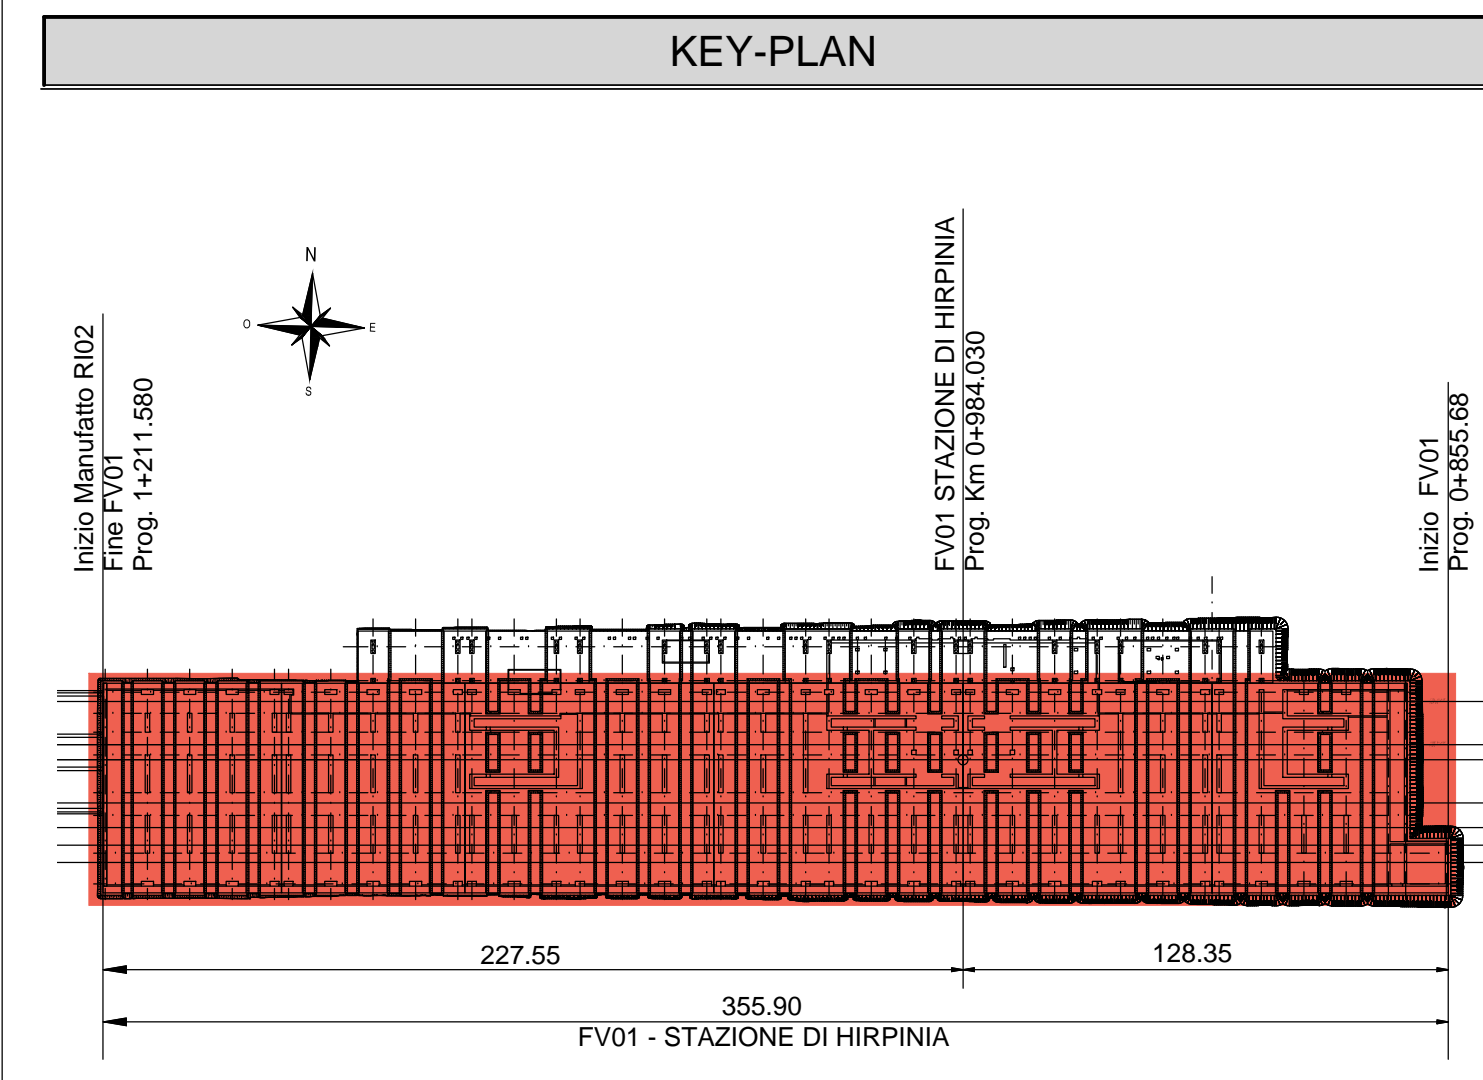 KEY-PLAN
N
O
E
S
Inizio Manufatto RI02
Fine FV01
Prog. 1+211.580
FV01 STAZIONE DI HIRPINIA
Prog. Km 0+984.030
Inizio FV01
Prog. 0+855.68
227.55
128.35
355.90
FV01 - STAZIONE DI HIRPINIA